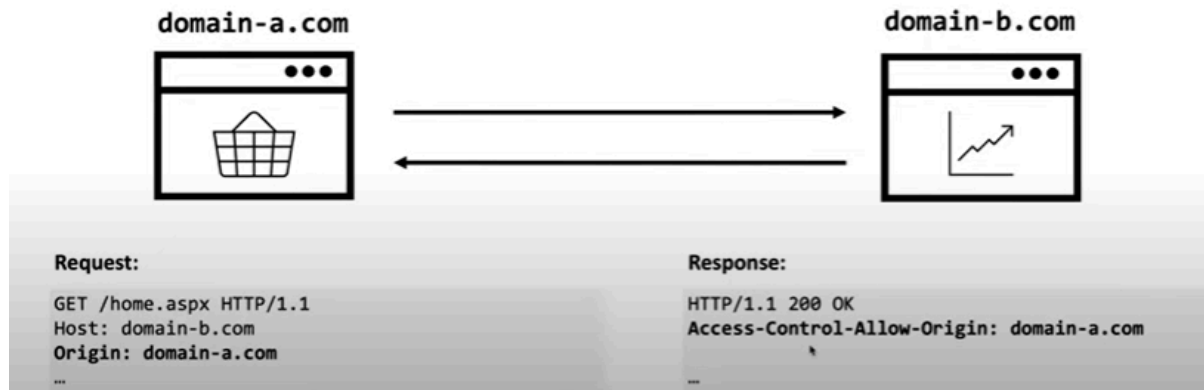 domain-a.com
domain-b.com
Request:
GET /home.aspx HTTP/1.1
Host: domain-b.com
Origin: domain-a.com
…
Response:
HTTP/1.1 200 OK
Access-Control-Allow-Origin: domain-a.com
…